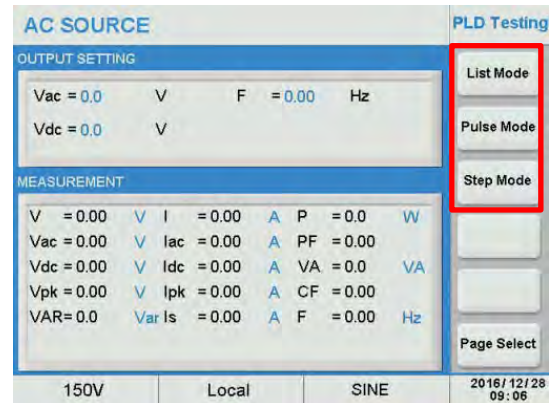 AC SOURCE
PLD Testing
OUTPUT SETTING
Vac = 0.0 V F = 0.00 Hz
Vdc = 0.0 V
MEASUREMENT
V = 0.00 V I = 0.00 A P = 0.0 W
Vac = 0.00 V Iac = 0.00 A PF = 0.00
Vdc = 0.00 V Idc = 0.00 A VA = 0.0 VA
Vpk = 0.00 V Ipk = 0.00 A CF = 0.00
VAR= 0.0 Var Is = 0.00 A F = 0.00 Hz
List Mode
Pulse Mode
Step Mode
Page Select
150V Local SINE
2016/12/28
09:06